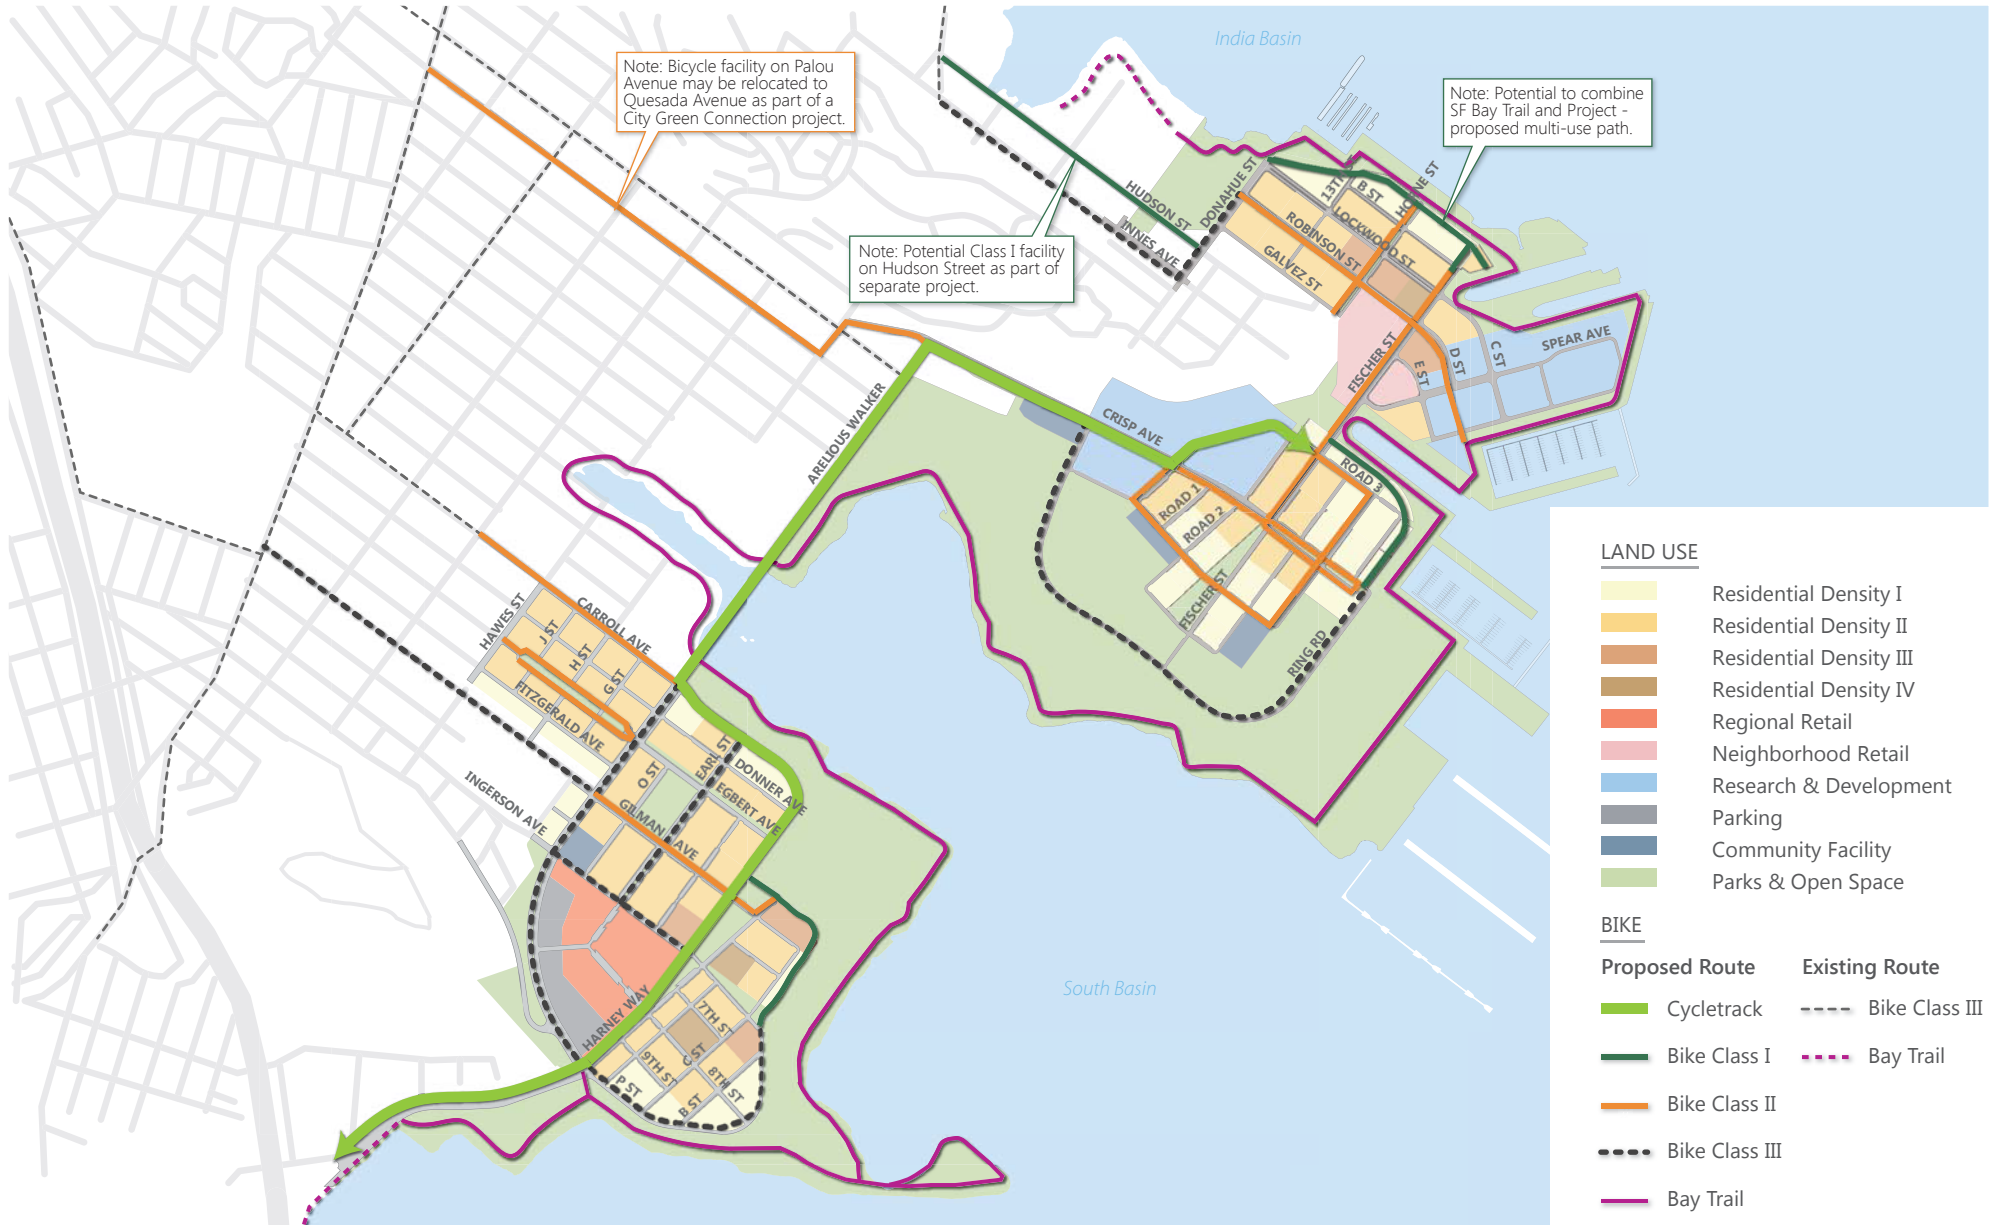 India Basin
Note: Bicycle facility on Palou
Avenue may be relocated to
Quesada Avenue as part of a
City Green Connection project.
Note: Potential to combine
SF Bay Trail and Project -
proposed multi-use path.
Note: Potential Class I facility
on Hudson Street as part of
separate project.
HUDSON ST
INNES AVE
DONAHUE ST
B ST
LOCKWOOD ST
ROBINSON ST
GALVEZ ST
FISCHER ST
E ST
D ST
C ST
SPEAR AVE
ARELIOUS WALKER
CRISP AVE
ROAD 1
ROAD 2
ROAD 3
FISCHER ST
RING RD
HAWES ST
J ST
H ST
G ST
CARROLL AVE
FITZGERALD AVE
INGERSON AVE
O ST
EARL ST
DONNER AVE
EGBERT AVE
GILMAN AVE
HARNEY WAY
7TH ST
C ST
9TH ST
8TH ST
P ST
B ST
South Basin
LAND USE
Residential Density I
Residential Density II
Residential Density III
Residential Density IV
Regional Retail
Neighborhood Retail
Research & Development
Parking
Community Facility
Parks & Open Space
BIKE
Proposed Route
Existing Route
Cycletrack
Bike Class III
Bike Class I
Bay Trail
Bike Class II
Bike Class III
Bay Trail